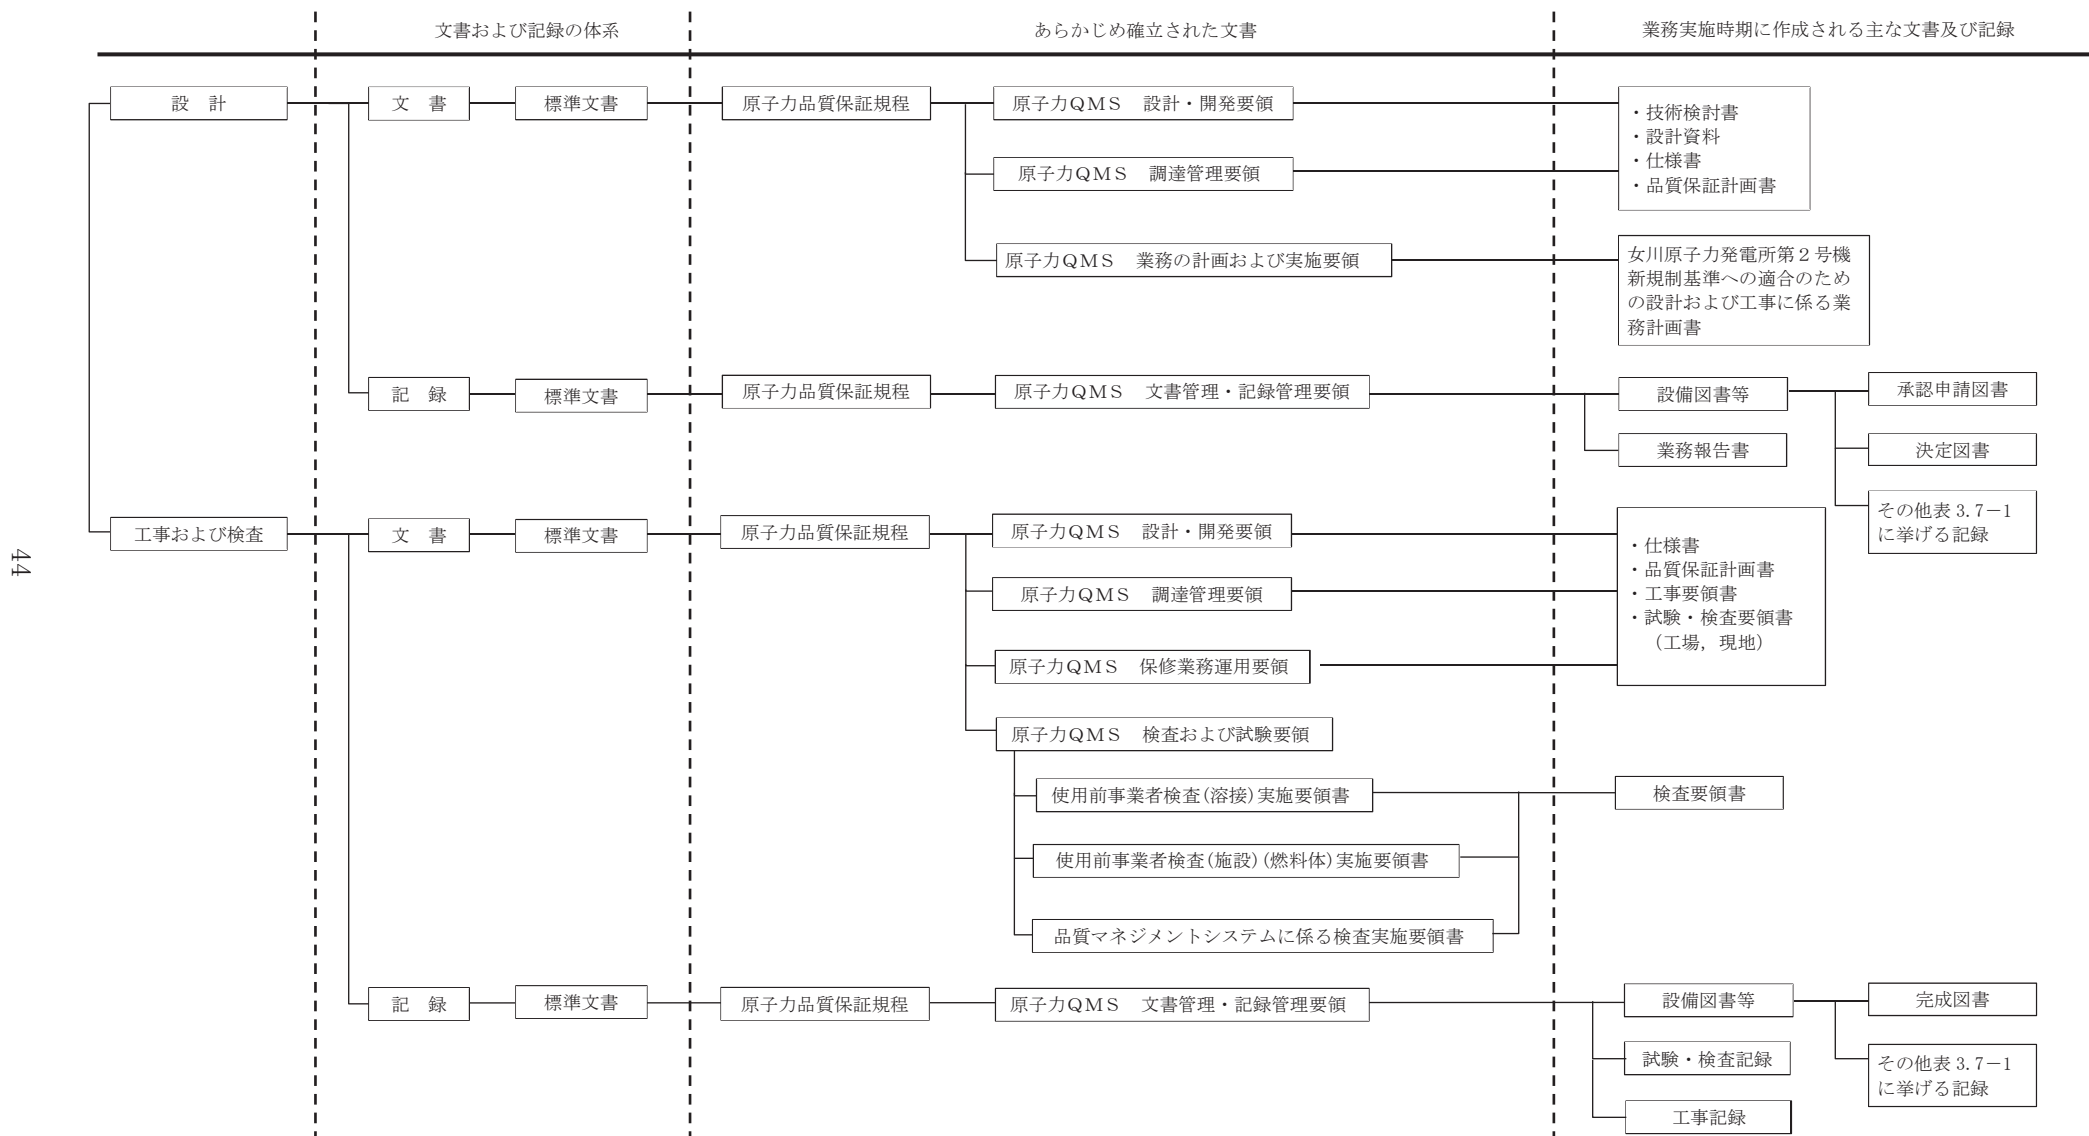 文書および記録の体系
あらかじめ確立された文書
業務実施時期に作成される主な文書及び記録
設　計
文　書
標準文書
原子力品質保証規程
原子力ＱＭＳ　設計・開発要領
・技術検討書
・設計資料
・仕様書
・品質保証計画書
原子力ＱＭＳ　調達管理要領
原子力ＱＭＳ　業務の計画および実施要領
女川原子力発電所第２号機
新規制基準への適合のため
の設計および工事に係る業
務計画書
記　録
標準文書
原子力品質保証規程
原子力ＱＭＳ　文書管理・記録管理要領
設備図書等
承認申請図書
業務報告書
決定図書
その他表 3.7－1
に挙げる記録
工事および検査
文　書
標準文書
原子力品質保証規程
原子力ＱＭＳ　設計・開発要領
・仕様書
・品質保証計画書
・工事要領書
・試験・検査要領書
（工場，現地）
原子力ＱＭＳ　調達管理要領
原子力ＱＭＳ　保修業務運用要領
原子力ＱＭＳ　検査および試験要領
使用前事業者検査(溶接)実施要領書
検査要領書
使用前事業者検査(施設)(燃料体)実施要領書
品質マネジメントシステムに係る検査実施要領書
記　録
標準文書
原子力品質保証規程
原子力ＱＭＳ　文書管理・記録管理要領
設備図書等
完成図書
試験・検査記録
その他表 3.7－1
に挙げる記録
工事記録
44